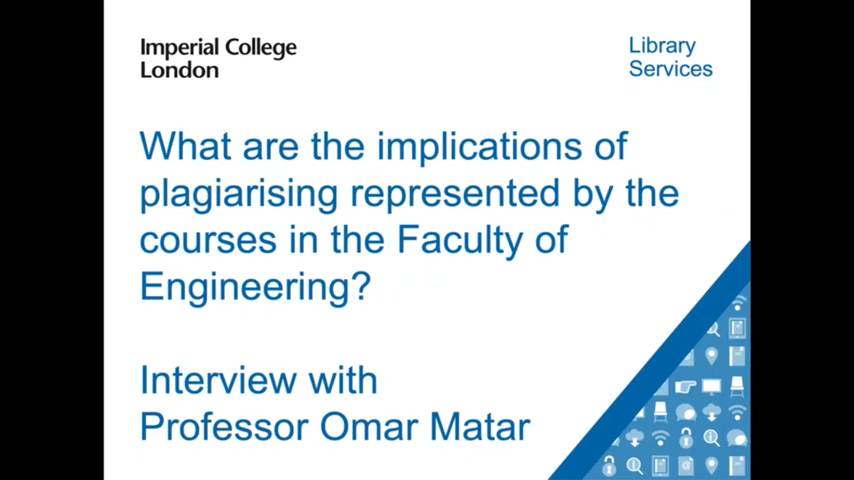 Imperial College
London
Library
Services
What are the implications of
plagiarising represented by the
courses in the Faculty of
Engineering?
Interview with
Professor Omar Matar